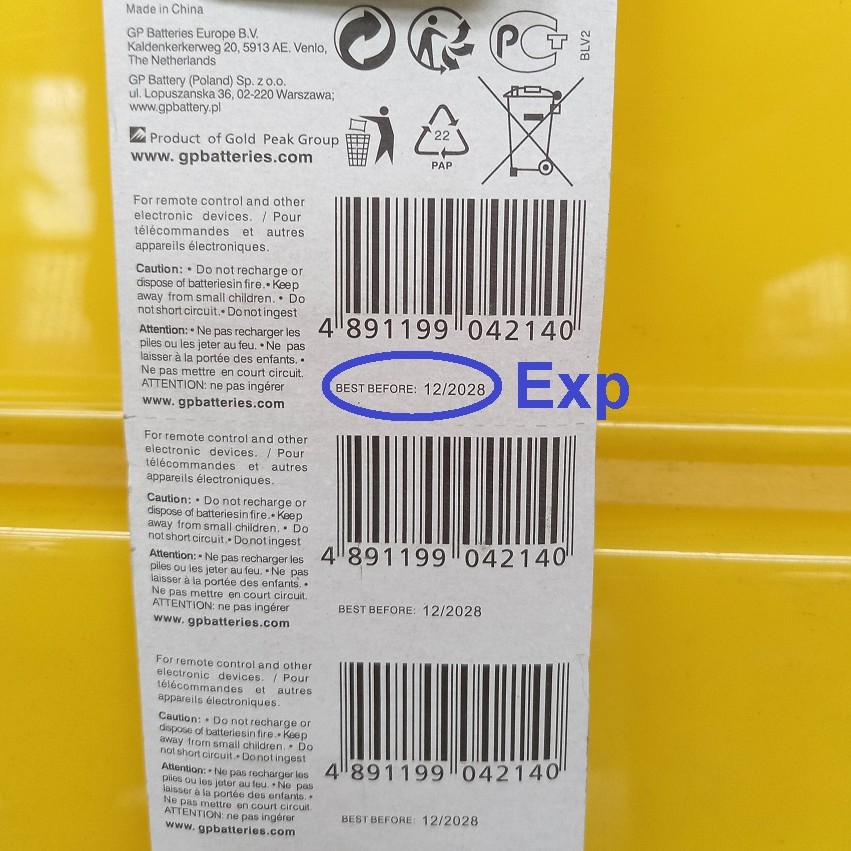 Made in China
GP Batteries Europe B.V.
Kaldenkerkerweg 20, 5913 AE. Venlo,
The Netherlands
GP Battery (Poland) Sp. z o.o.
ul. Lopuszanska 36, 02-220 Warszawa;
www.gpbattery.pl
Product of Gold Peak Group
www. gpbatteries.com
PCT
BLV2
22
PAP
For remote control and other
electronic devices. / Pour
télécommandes et autres
appareils électroniques.
Caution: • Do not recharge or
dispose of batteriesin fire.• Keep
away from small children. • Do
not short circuit.• Do not ingest
Attention: • Ne pas recharger les
piles ou les jeter au feu. • Ne pas
laisser à la portée des enfants. •
Ne pas mettre en court circuit.
ATTENTION: ne pas ingérer
www. gpbatteries.com
4 891199 042140
BEST BEFORE: 12/2028
Exp
For remote control and other
electronic devices. / Pour
télécommandes et autres
appareils électroniques.
Caution: • Do not recharge or
dispose of batteriesin fire.• Keep
away from small children. • Do
not short circuit.• Do not ingest
Attention: • Ne pas recharger les
piles ou les jeter au feu. • Ne pas
laisser à la portée des enfants. •
Ne pas mettre en court circuit.
ATTENTION: ne pas ingérer
www. gpbatteries.com
4 891199 042140
BEST BEFORE: 12/2028
For remote control and other
electronic devices. / Pour
télécommandes et autres
appareils électroniques.
Caution: • Do not recharge or
dispose of batteriesin fire.• Keep
away from small children. • Do
not short circuit.• Do not ingest
Attention: • Ne pas recharger les
piles ou les jeter au feu. • Ne pas
laisser à la portée des enfants. •
Ne pas mettre en court circuit.
ATTENTION: ne pas ingérer
www. gpbatteries.com
4 891199 042140
BEST BEFORE: 12/2028